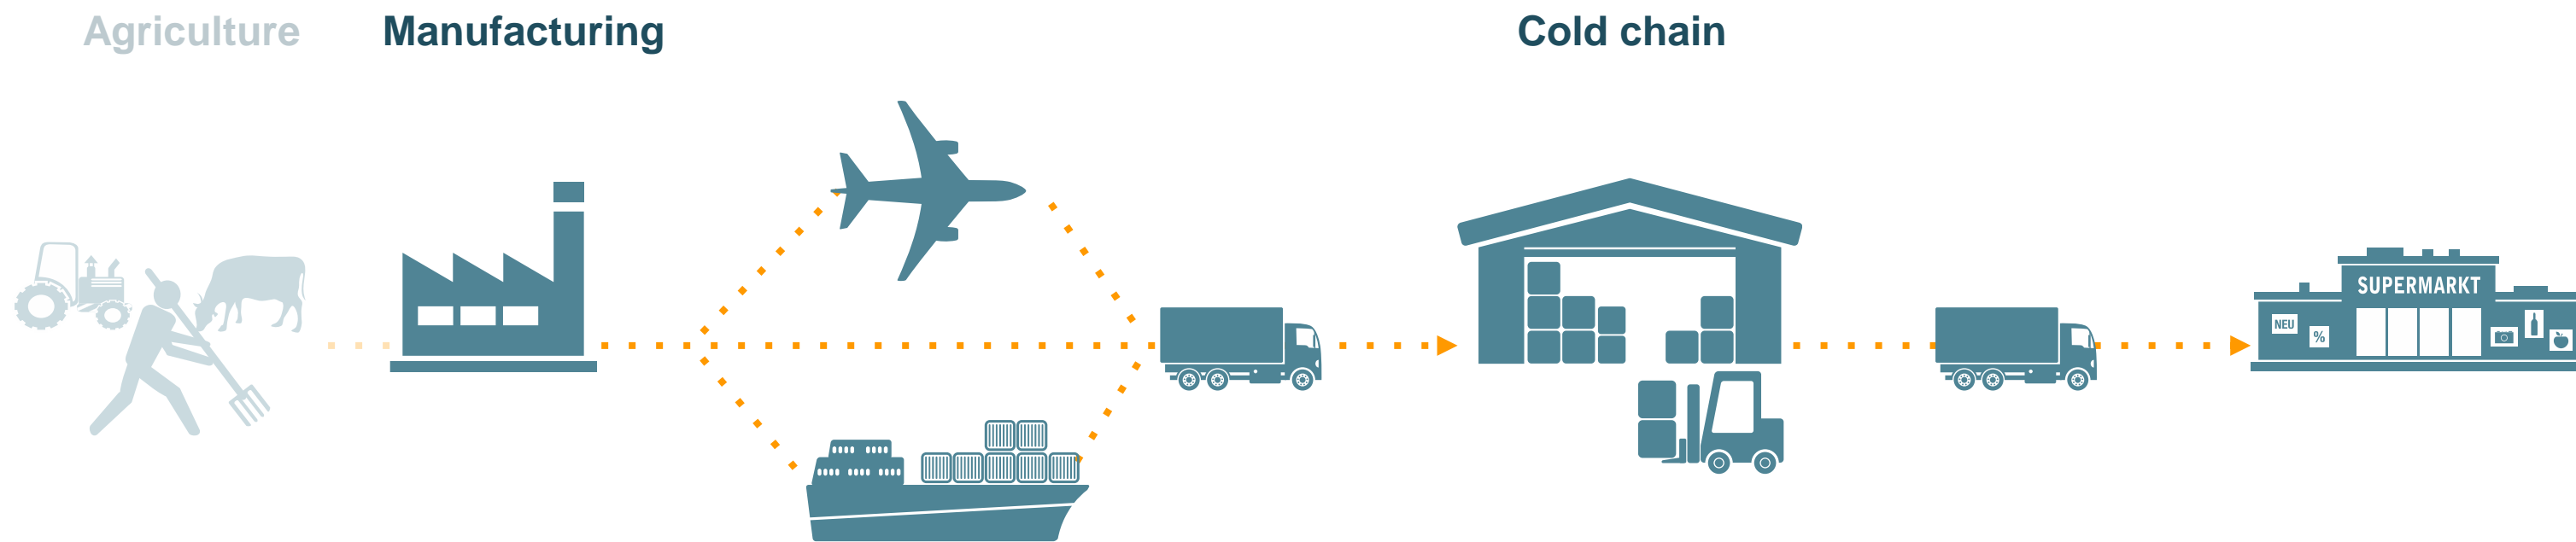 Agriculture
Manufacturing
Cold chain
SUPERMARKT
NEU
%